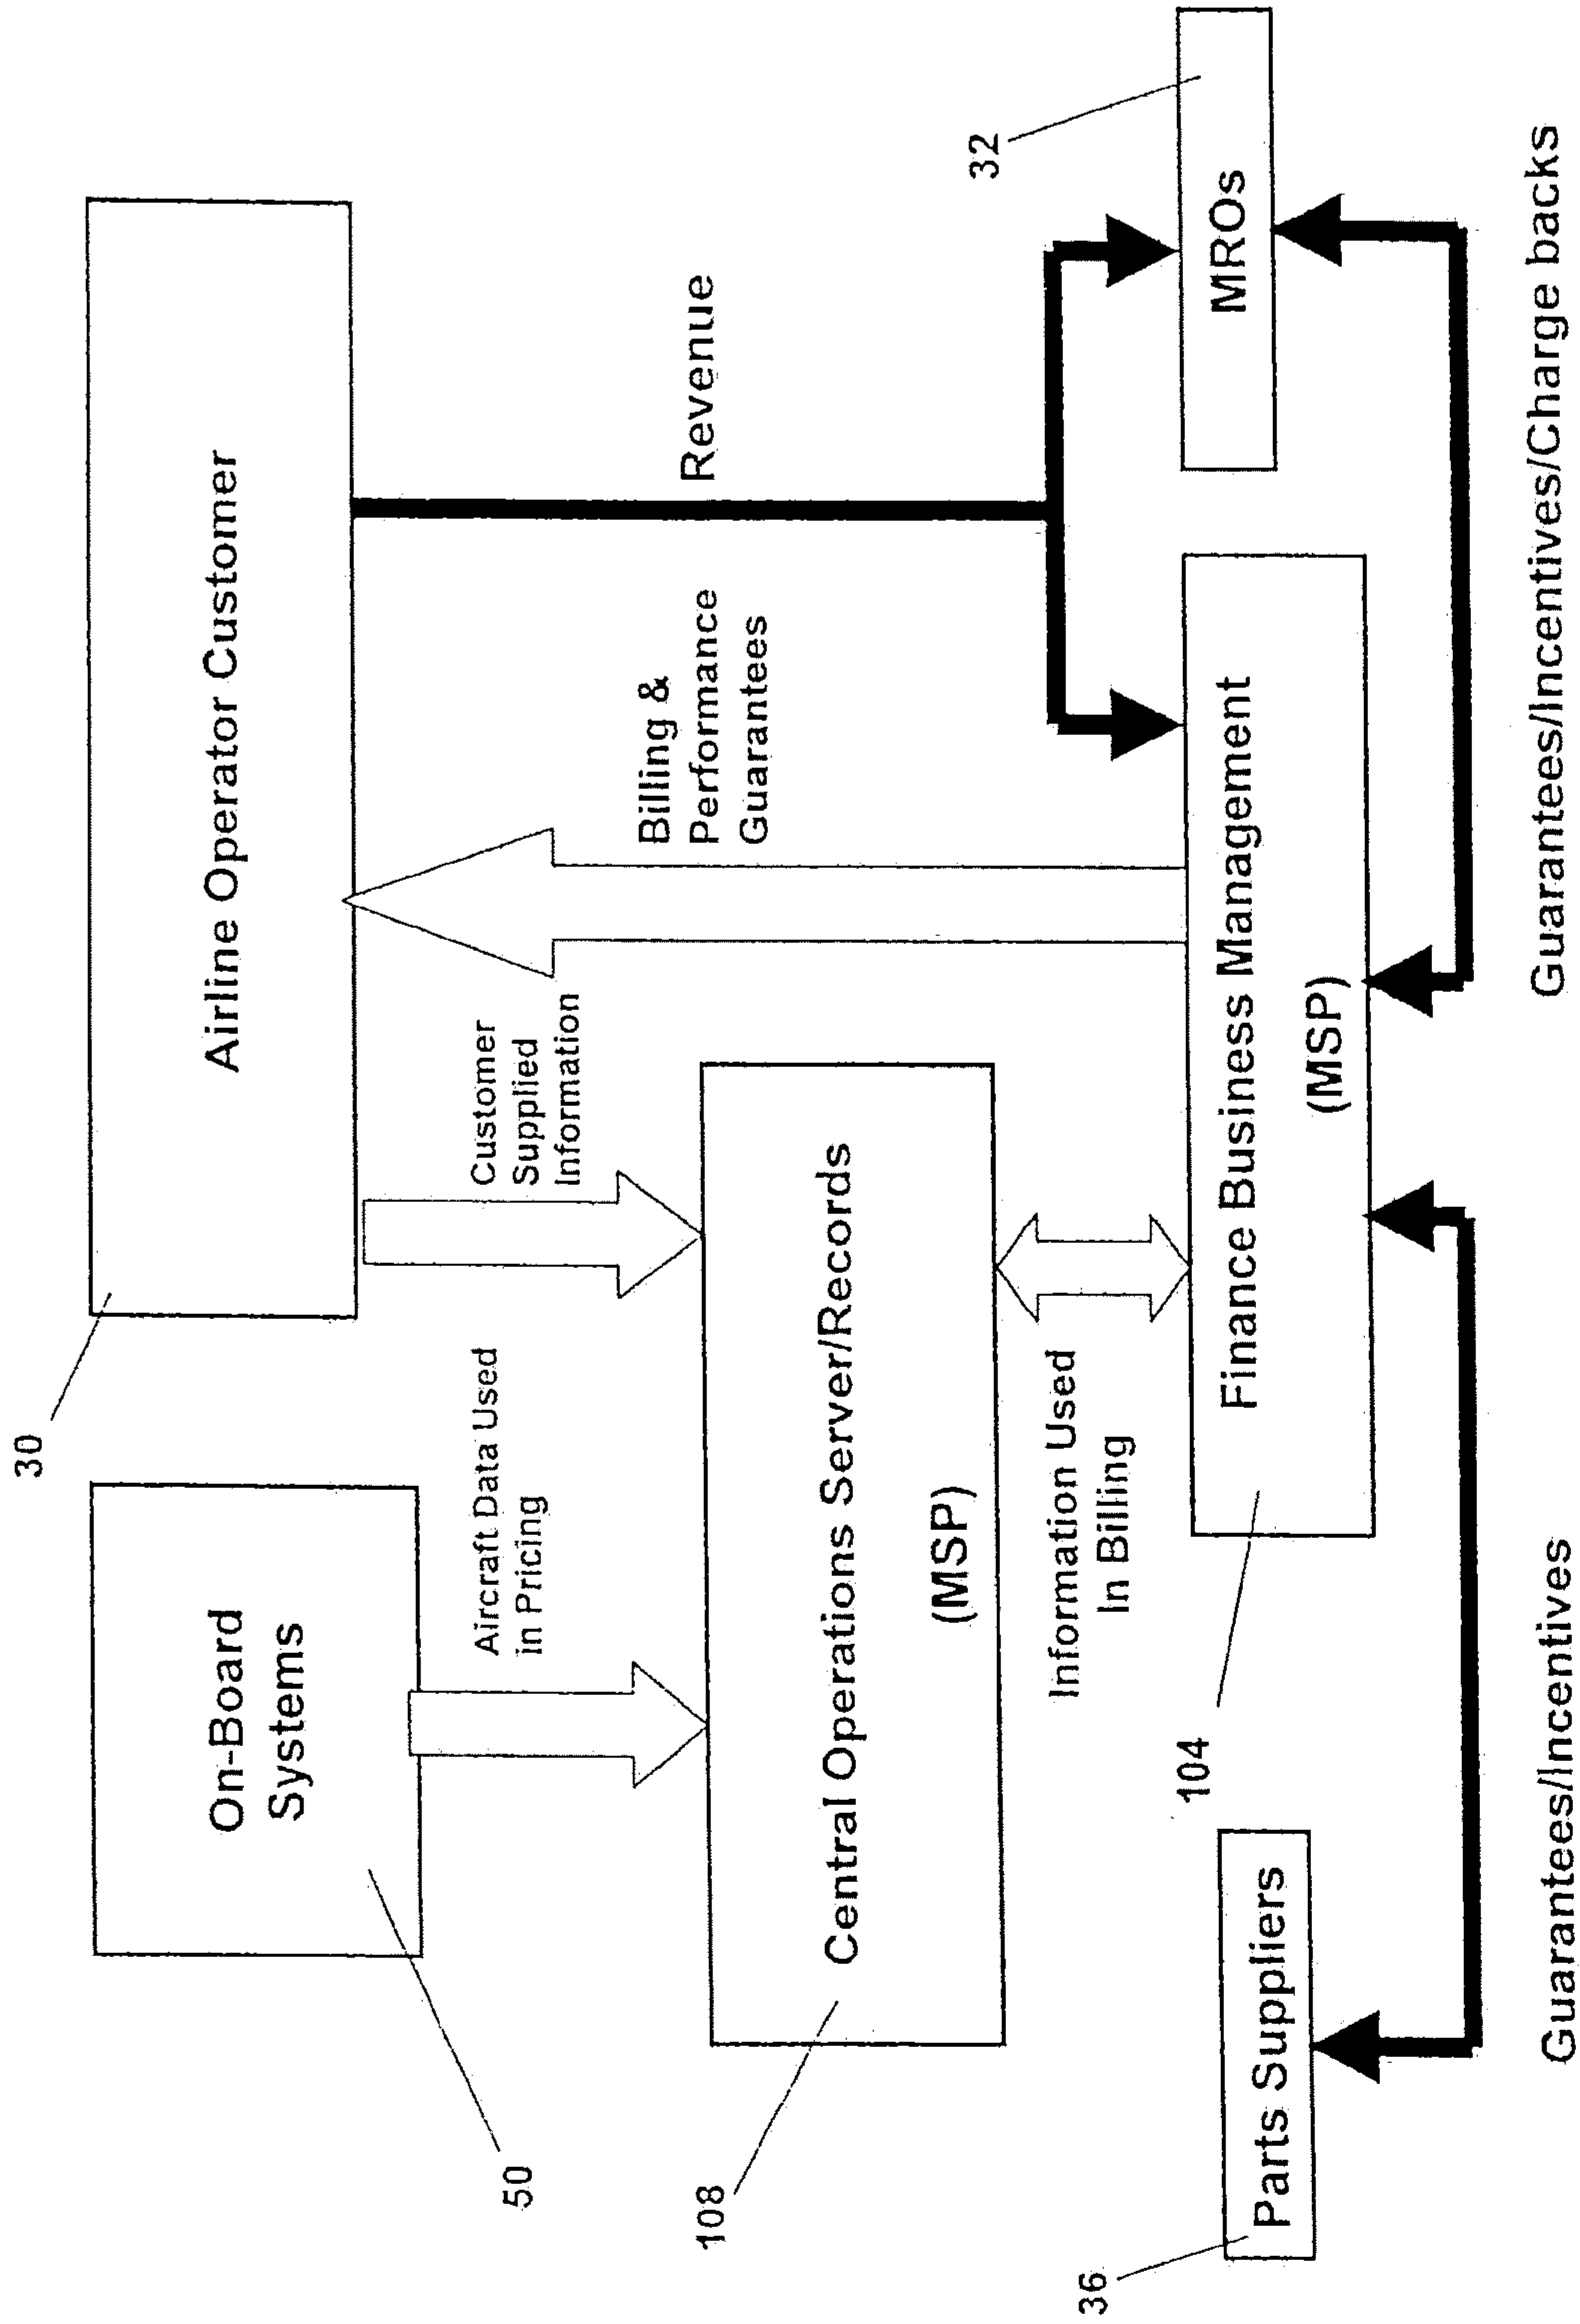 50
On-Board
Systems
30
Airline Operator Customer
Aircraft Data Used
in Pricing
Customer
Supplied
Information
Billing &
Performance
Guarantees
Revenue
108
Central Operations Server/Records
(MSP)
Information Used
In Billing
32
36
Parts Suppliers
104
Finance Business Management
(MSP)
MROs
Guarantees/Incentives
Guarantees/Incentives/Charge backs